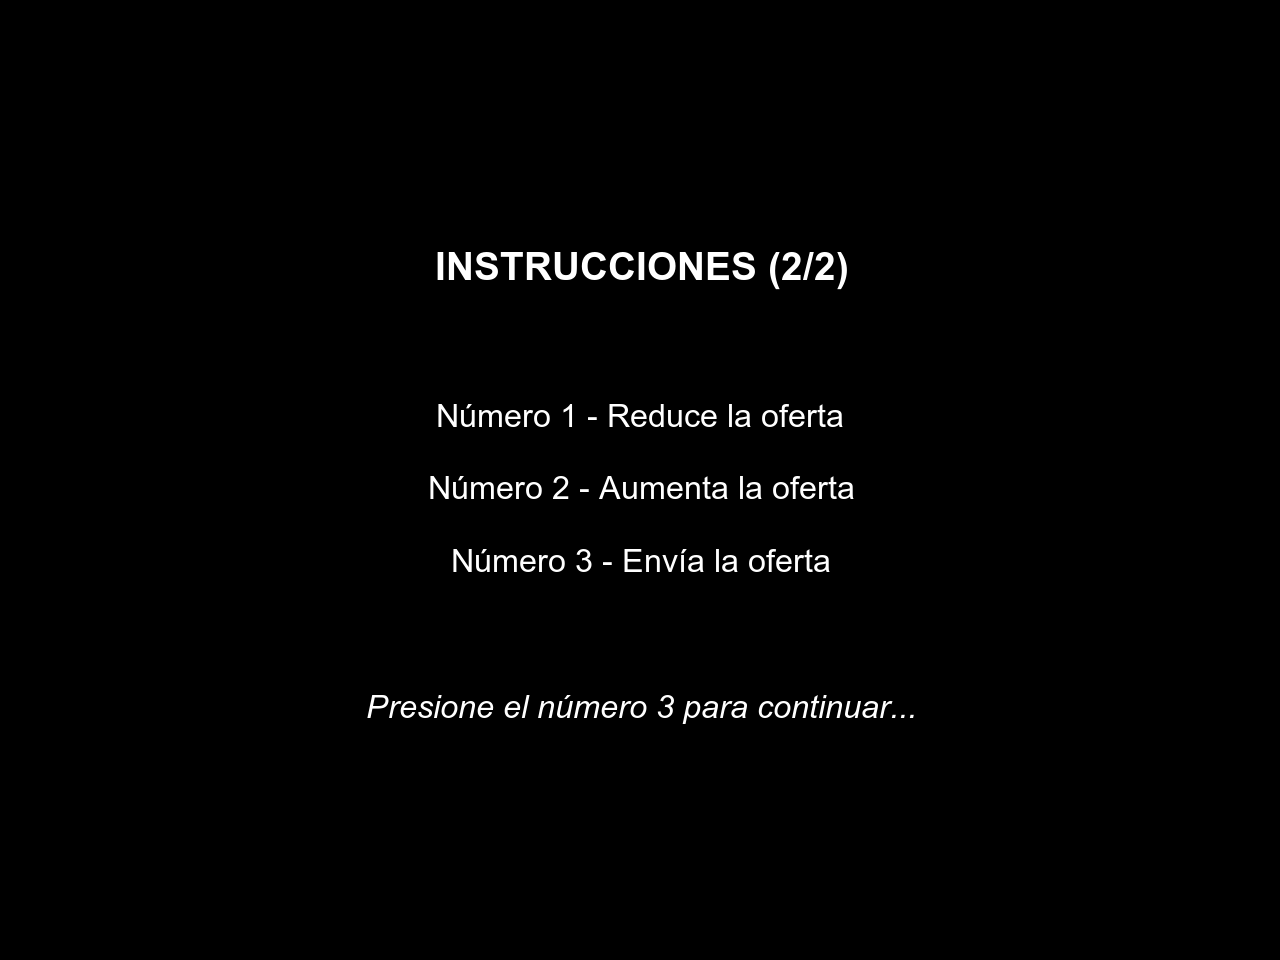 INSTRUCCIONES (2/2)
Número 1 - Reduce la oferta
Número 2 - Aumenta la oferta
Número 3 - Envía la oferta
Presione el número 3 para continuar...